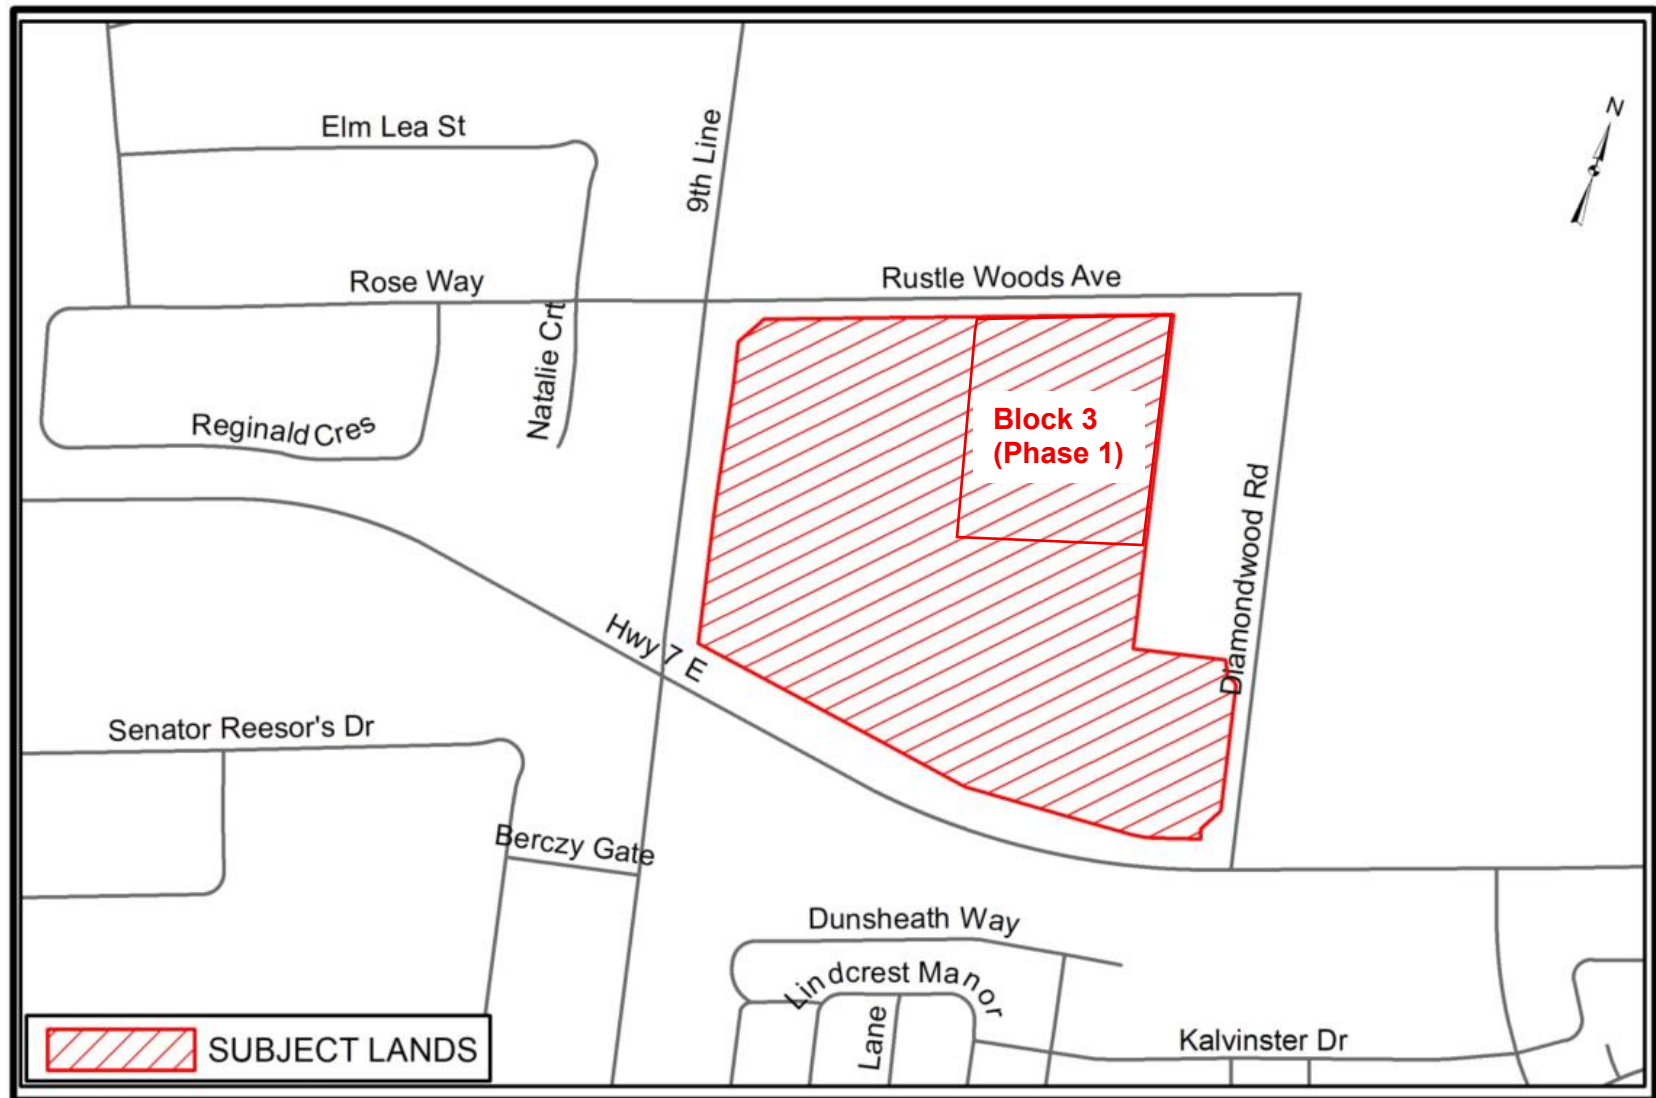 Elm Lea St
9th Line
N
Rose Way
Rustle Woods Ave
Natalie Crt
Reginald Cres
Block 3
(Phase 1)
Diamondwood Rd
Hwy 7 E
Senator Reesor's Dr
Berczy Gate
Dunsheath Way
Lindcrest Manor
Lane
Kalvinster Dr
SUBJECT LANDS